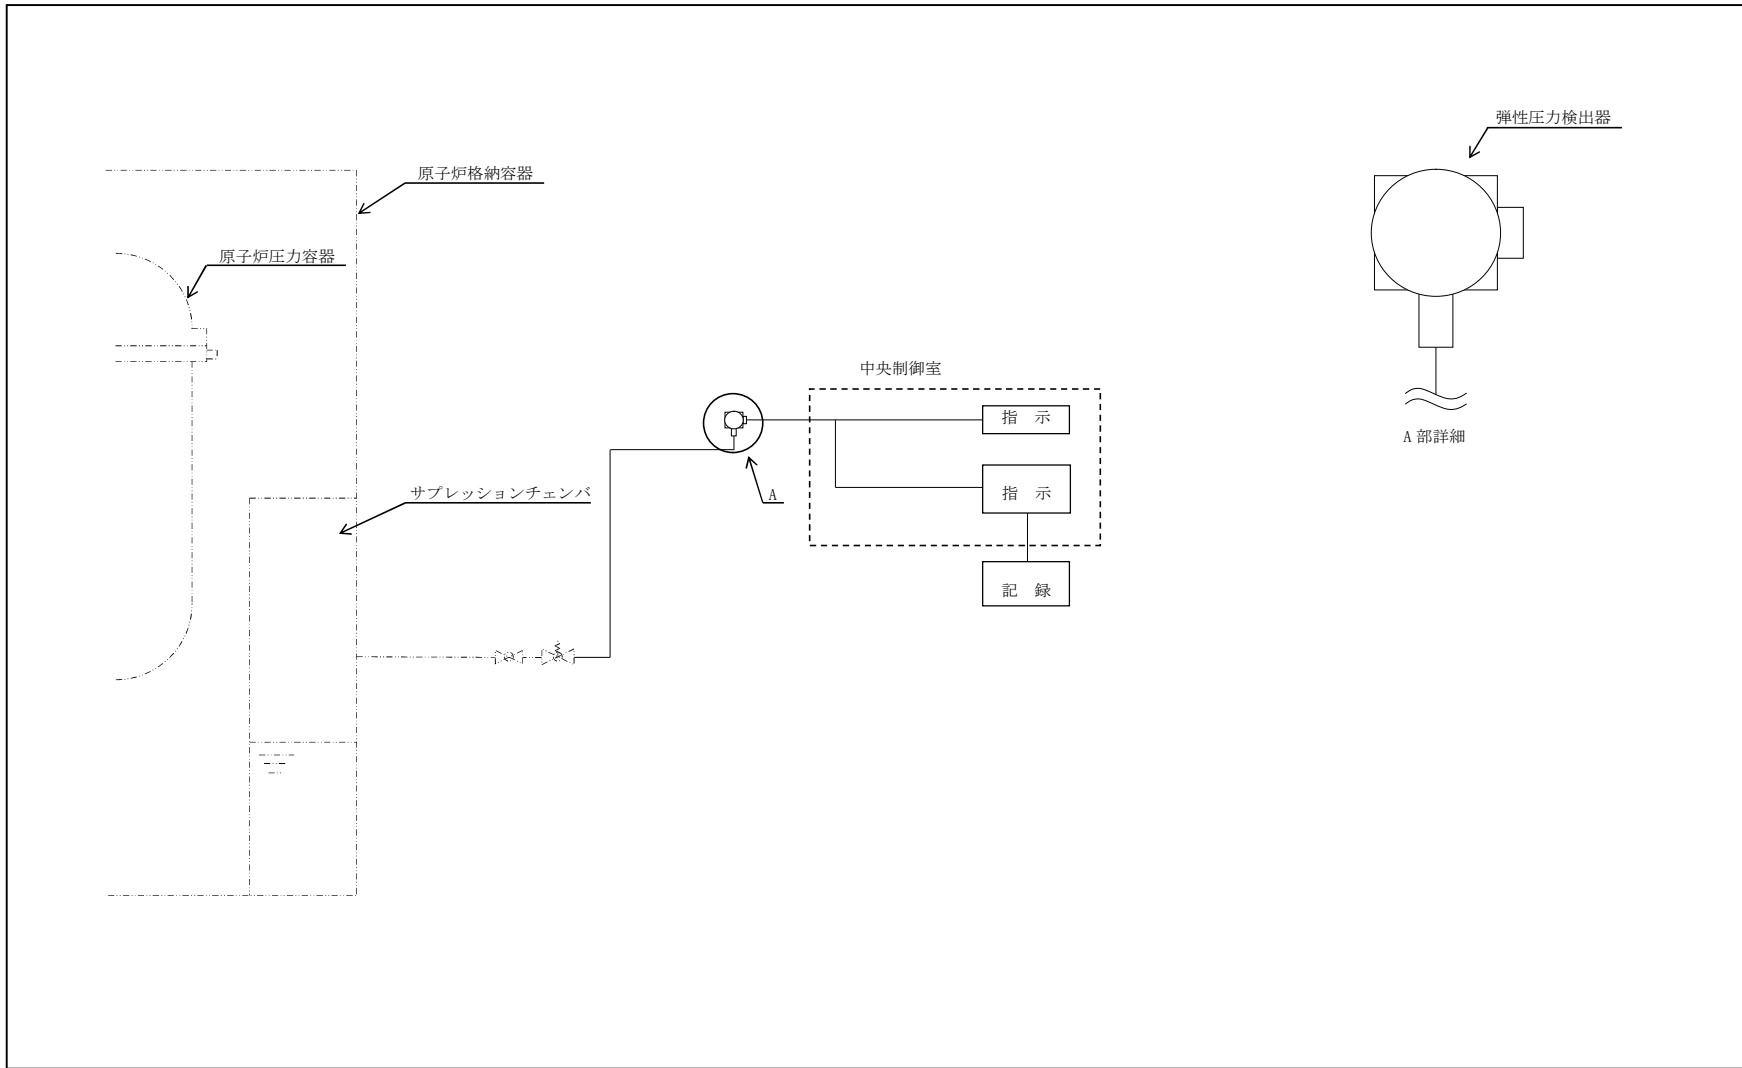 弾性圧力検出器
原子炉格納容器
原子炉圧力容器
中央制御室
指 示
A 部詳細
サプレッションチェンバ
A
指 示
記 録